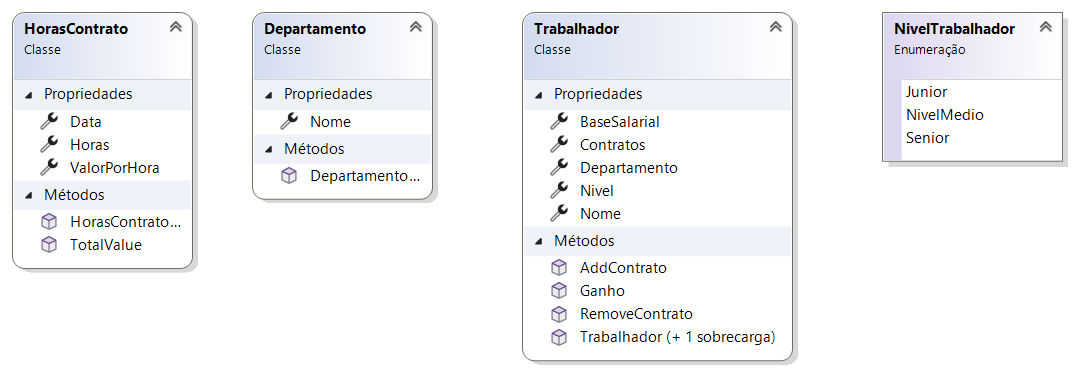 HorasContrato
Classe
Propriedades
Data
Horas
ValorPorHora
Métodos
HorasContrato...
TotalValue
Departamento
Classe
Propriedades
Nome
Métodos
Departamento...
Trabalhador
Classe
Propriedades
BaseSalarial
Contratos
Departamento
Nivel
Nome
Métodos
AddContrato
Ganho
RemoveContrato
Trabalhador (+ 1 sobrecarga)
NivelTrabalhador
Enumeração
Junior
NivelMedio
Senior